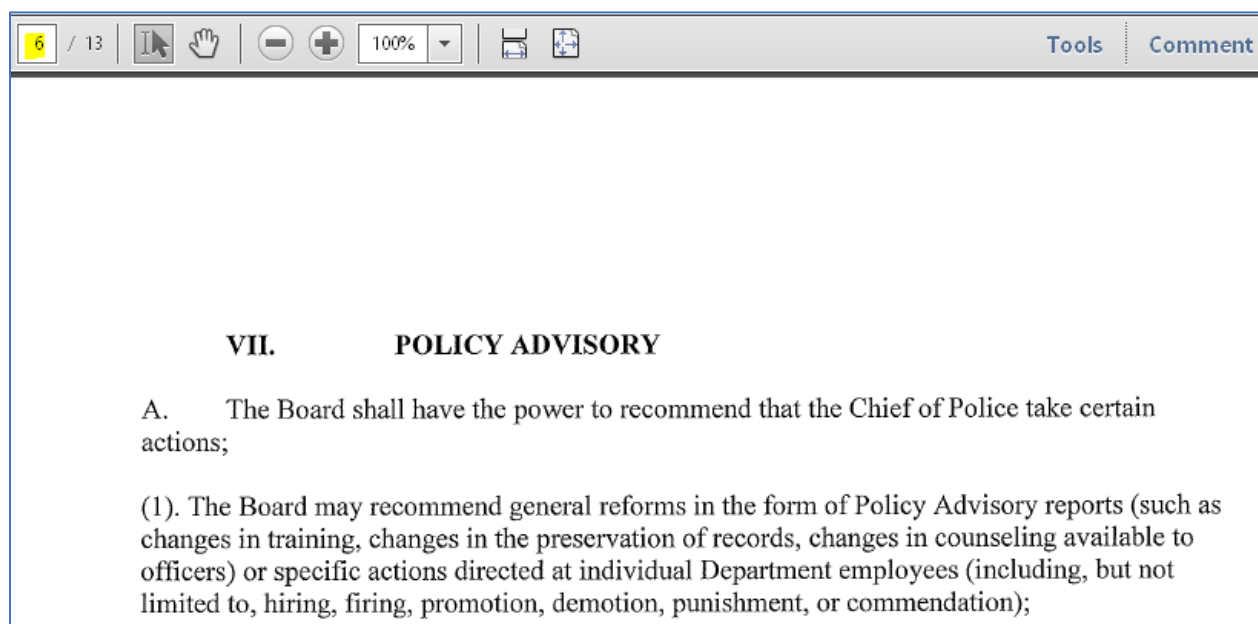 6 / 13 100% Tools Comment
VII. POLICY ADVISORY
A. The Board shall have the power to recommend that the Chief of Police take certain
actions;
(1). The Board may recommend general reforms in the form of Policy Advisory reports (such as
changes in training, changes in the preservation of records, changes in counseling available to
officers) or specific actions directed at individual Department employees (including, but not
limited to, hiring, firing, promotion, demotion, punishment, or commendation);